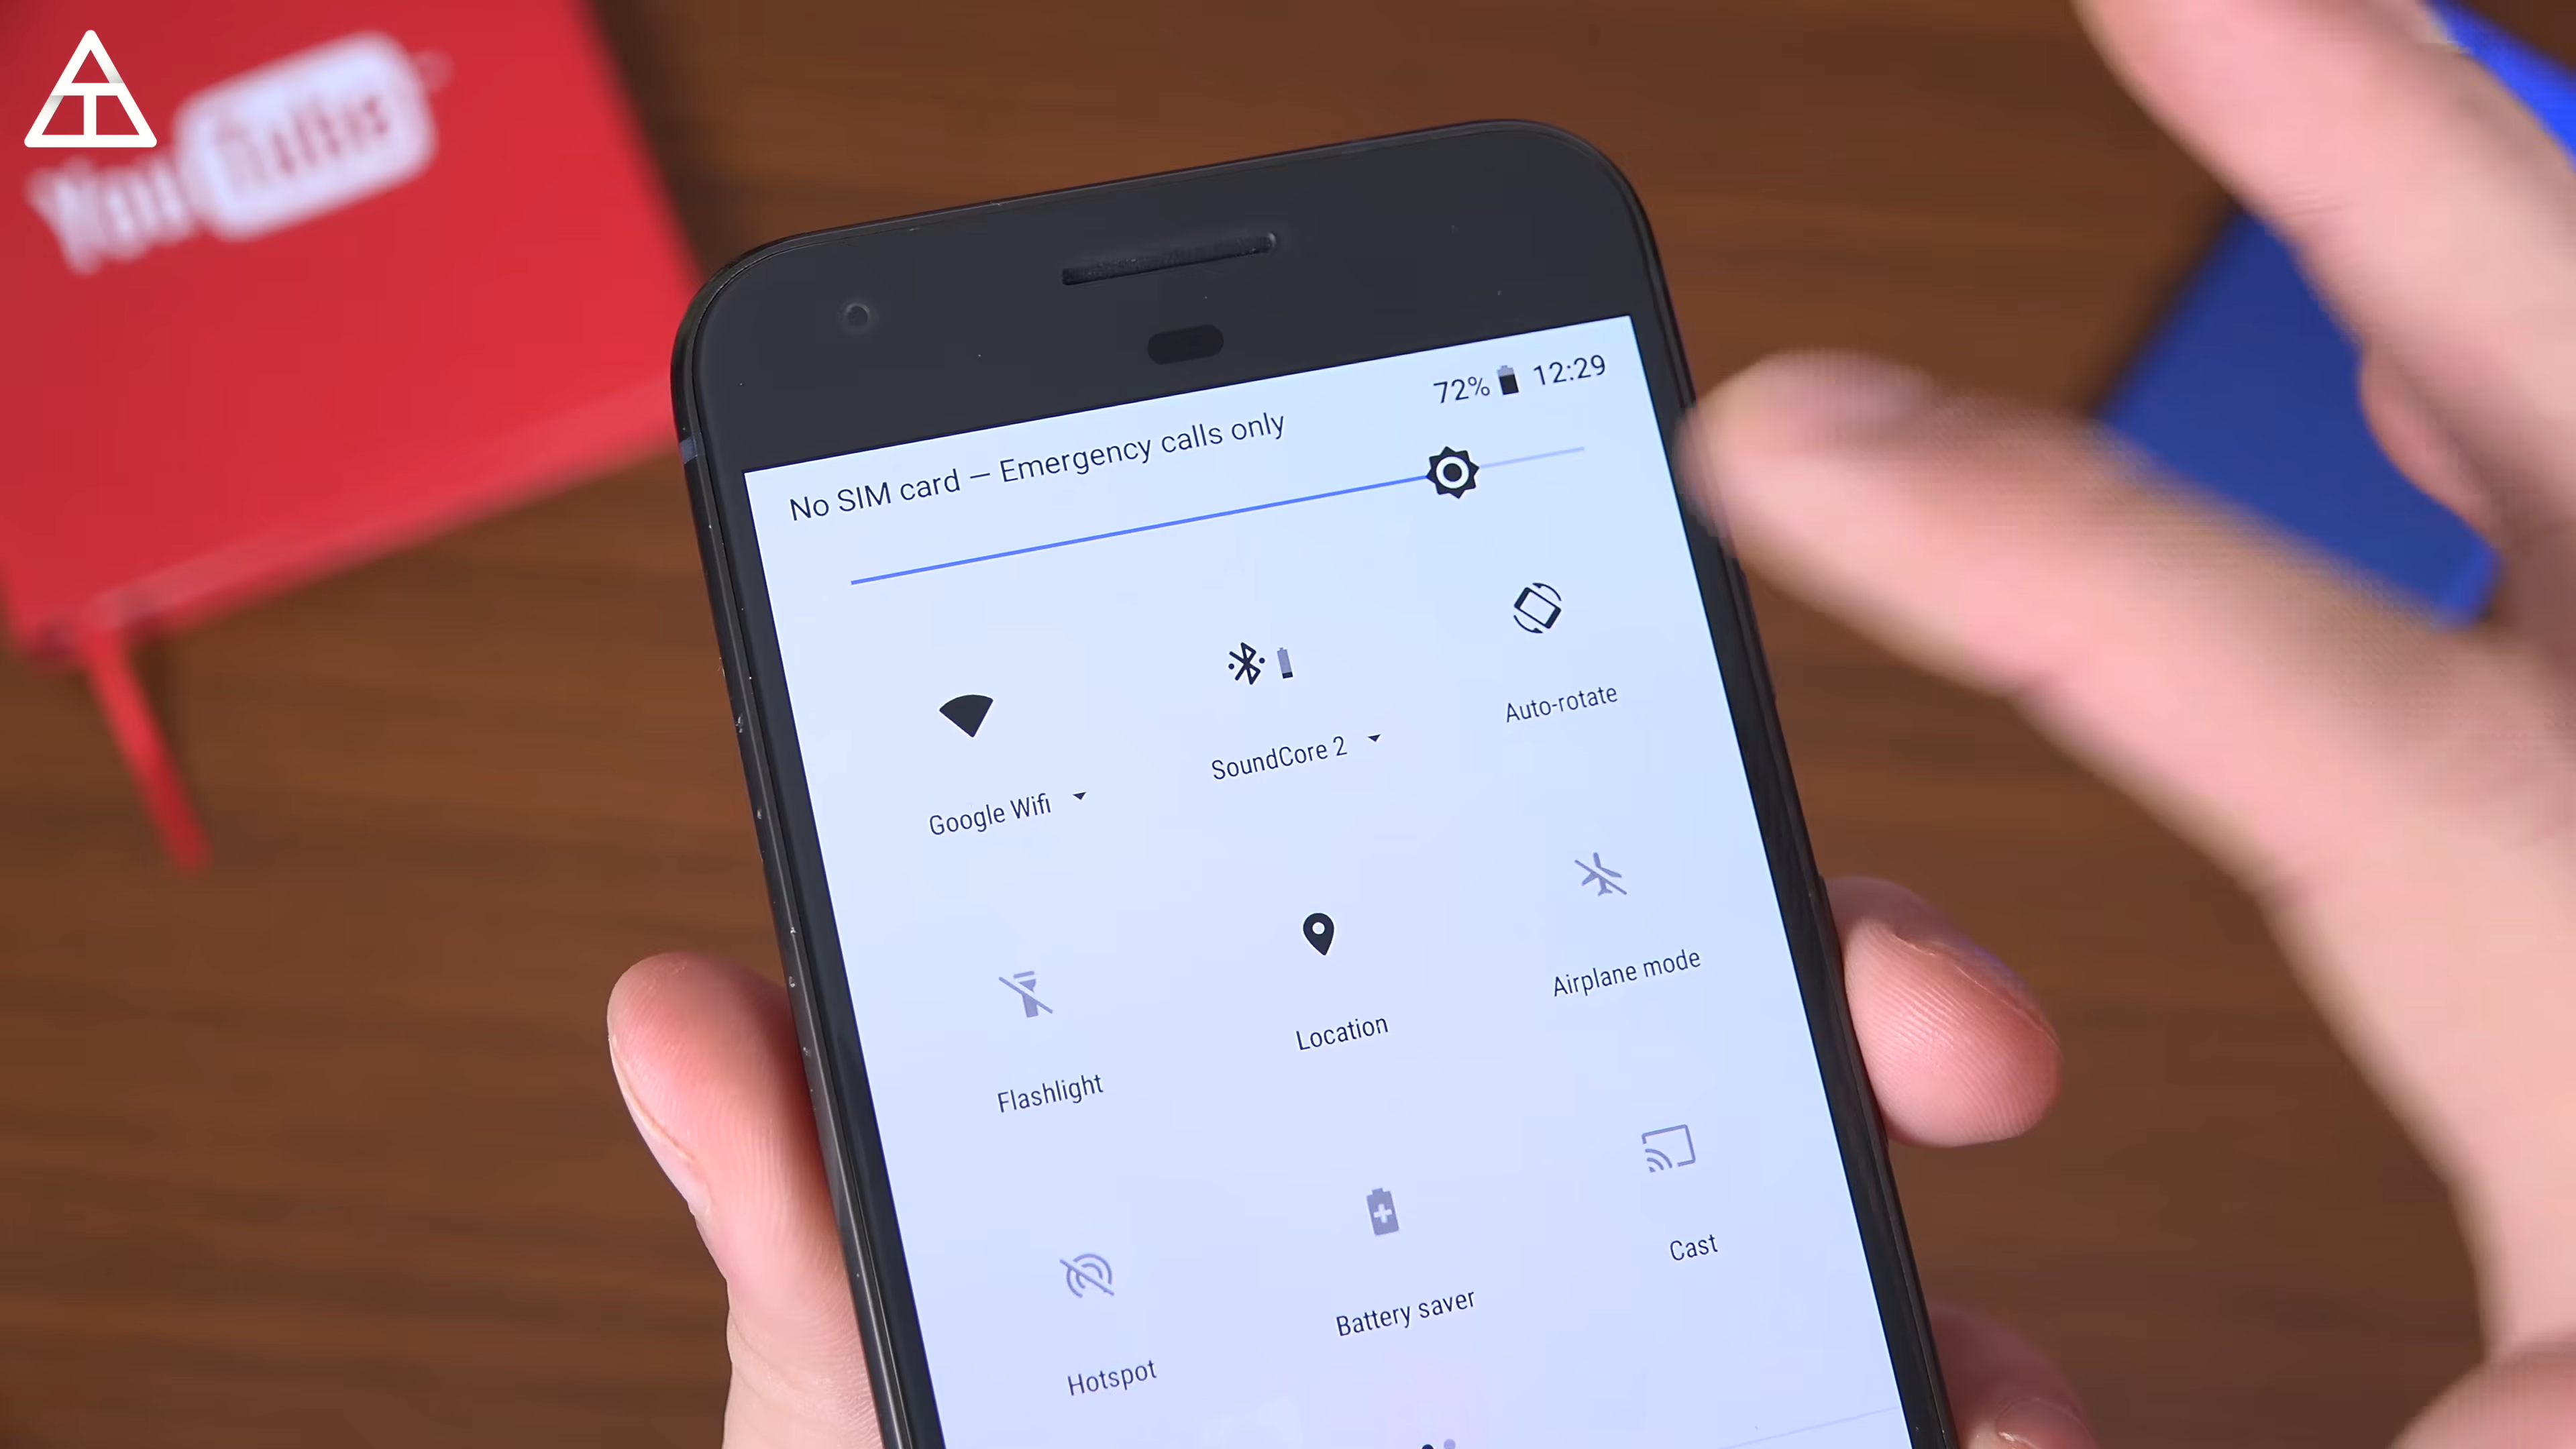 YouTube
72% 12:29
No SIM card — Emergency calls only
Google Wifi
SoundCore 2
Auto-rotate
Flashlight
Location
Airplane mode
Hotspot
Battery saver
Cast